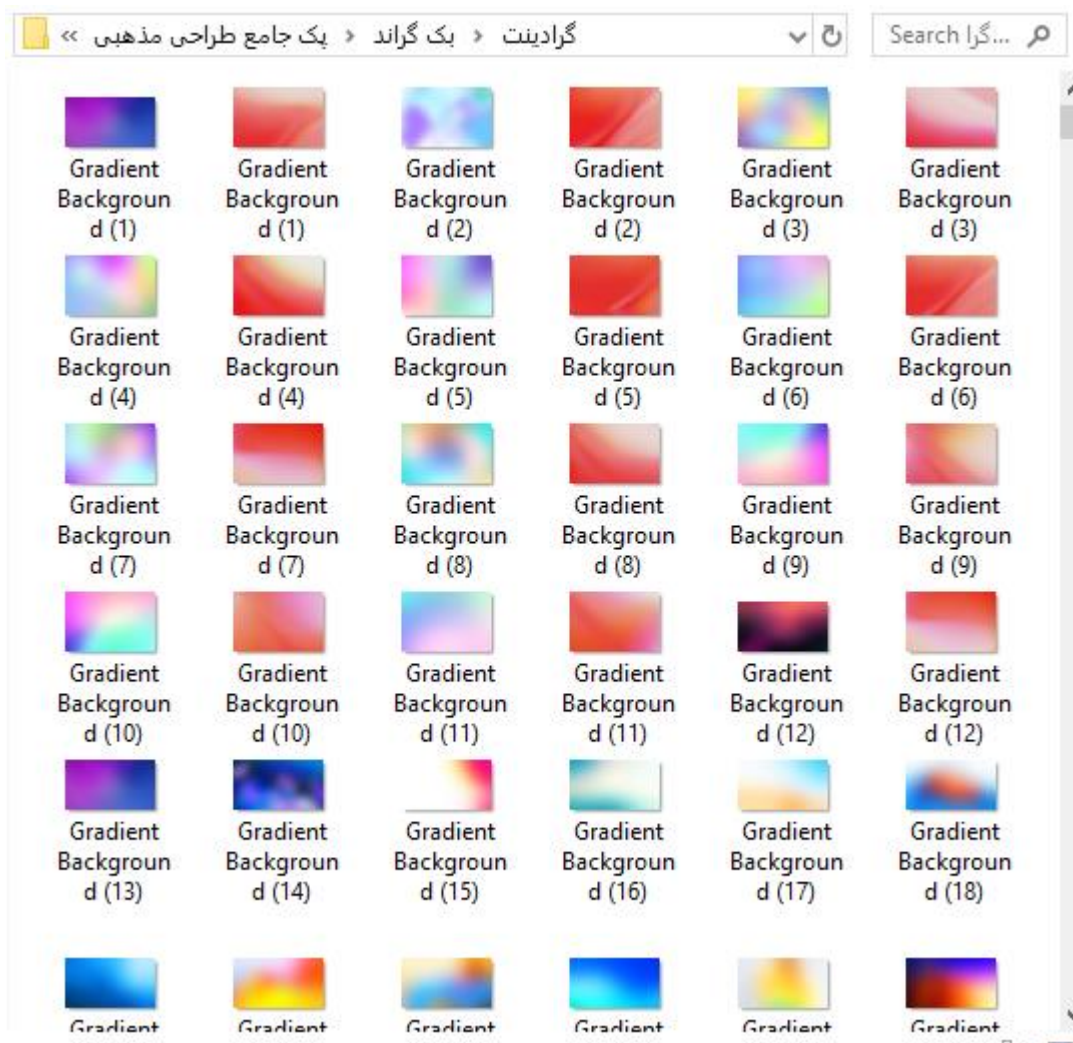 « پک جامع طراحی مذهبی › بک گراند › گرادینت
Search گرا...
Gradient Background (1)
Gradient Background (1)
Gradient Background (2)
Gradient Background (2)
Gradient Background (3)
Gradient Background (3)
Gradient Background (4)
Gradient Background (4)
Gradient Background (5)
Gradient Background (5)
Gradient Background (6)
Gradient Background (6)
Gradient Background (7)
Gradient Background (7)
Gradient Background (8)
Gradient Background (8)
Gradient Background (9)
Gradient Background (9)
Gradient Background (10)
Gradient Background (10)
Gradient Background (11)
Gradient Background (11)
Gradient Background (12)
Gradient Background (12)
Gradient Background (13)
Gradient Background (14)
Gradient Background (15)
Gradient Background (16)
Gradient Background (17)
Gradient Background (18)
Gradient
Gradient
Gradient
Gradient
Gradient
Gradient